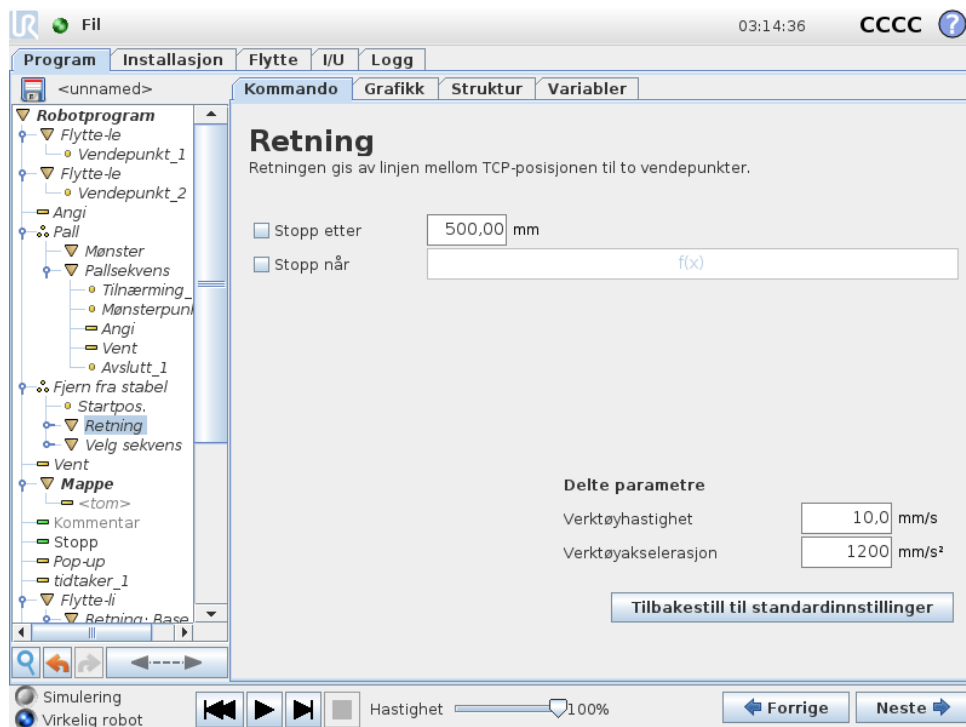 UR Fil 03:14:36 CCCC ?
Program Installasjon Flytte I/U Logg
<unnamed>
Kommando Grafikk Struktur Variabler
Robotprogram
Flytte-le
Vendepunkt_1
Flytte-le
Vendepunkt_2
Angi
Pall
Mønster
Pallsekvens
Tilnærming_
Mønsterpunl
Angi
Vent
Avslutt_1
Fjern fra stabel
Startpos.
Retning
Velg sekvens
Vent
Mappe
<tom>
Kommentar
Stopp
Pop-up
tidtaker_1
Flytte-li
Retning: Base
Retning
Retningen gis av linjen mellom TCP-posisjonen til to vendepunkter.
Stopp etter 500,00 mm
Stopp når f(x)
Delte parametre
Verktøyhastighet 10,0 mm/s
Verktøyakselerasjon 1200 mm/s²
Tilbakestill til standardinnstillinger
Simulering
Virkelig robot
Hastighet 100%
Forrige Neste